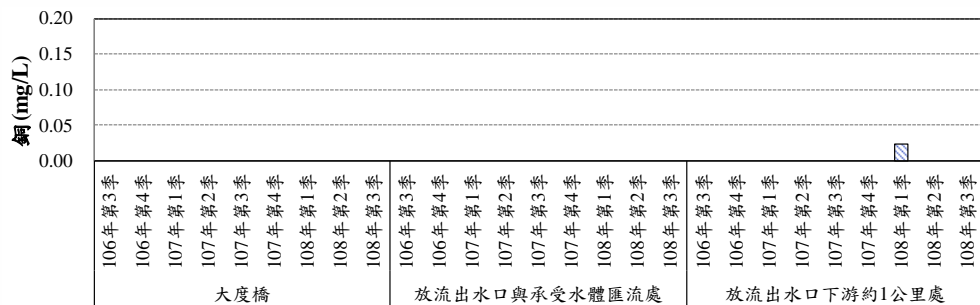 銅(mg/L)
0.20
0.15
0.10
0.05
0.00
106年第3季
106年第4季
107年第1季
107年第2季
107年第3季
107年第4季
108年第1季
108年第2季
108年第3季
106年第3季
106年第4季
107年第1季
107年第2季
107年第3季
107年第4季
108年第1季
108年第2季
108年第3季
106年第3季
106年第4季
107年第1季
107年第2季
107年第3季
107年第4季
108年第1季
108年第2季
108年第3季
大度橋
放流出水口與承受水體匯流處
放流出水口下游約1公里處